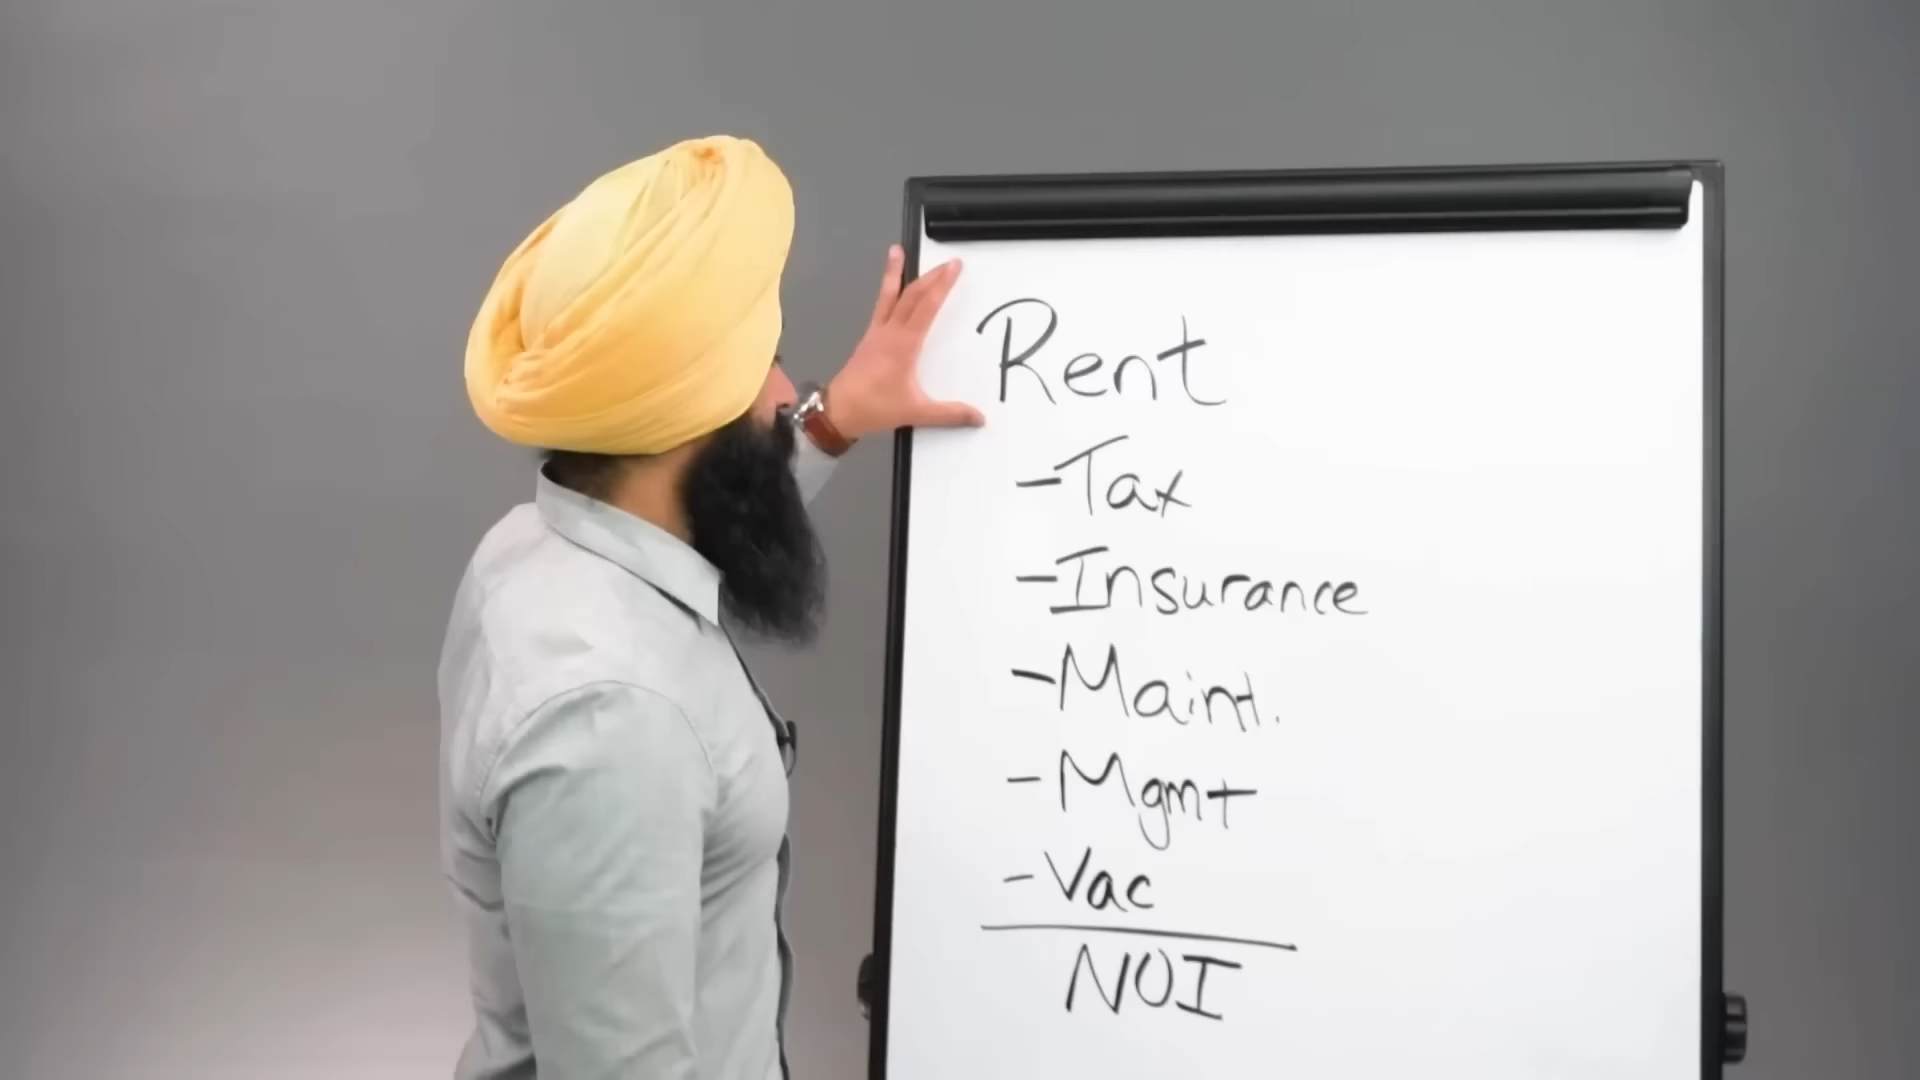 Rent
-Tax
-Insurance
-Maint.
-Mgmt
-Vac
NOI